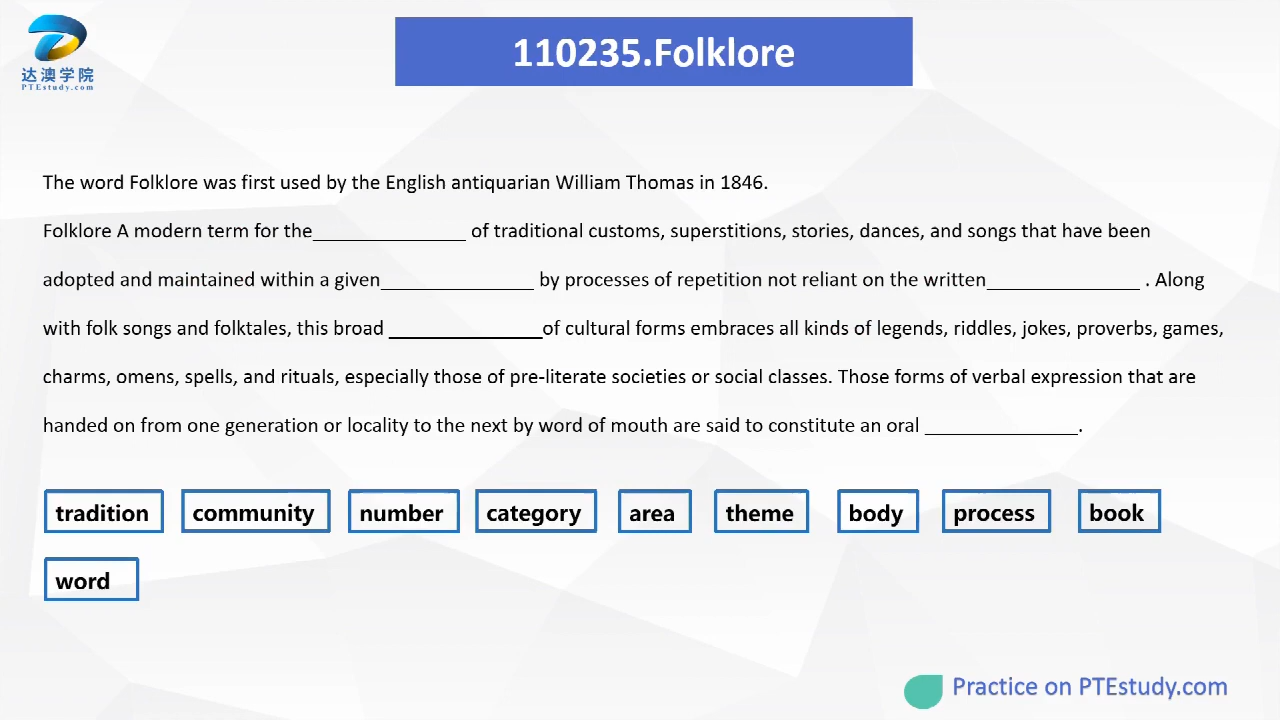 达澳学院
PTEstudy.com
110235.Folklore
The word Folklore was first used by the English antiquarian William Thomas in 1846.
Folklore A modern term for the______________ of traditional customs, superstitions, stories, dances, and songs that have been
adopted and maintained within a given______________ by processes of repetition not reliant on the written______________ . Along
with folk songs and folktales, this broad ______________of cultural forms embraces all kinds of legends, riddles, jokes, proverbs, games,
charms, omens, spells, and rituals, especially those of pre-literate societies or social classes. Those forms of verbal expression that are
handed on from one generation or locality to the next by word of mouth are said to constitute an oral ______________.
tradition community number category area theme body process book
word
Practice on PTEstudy.com